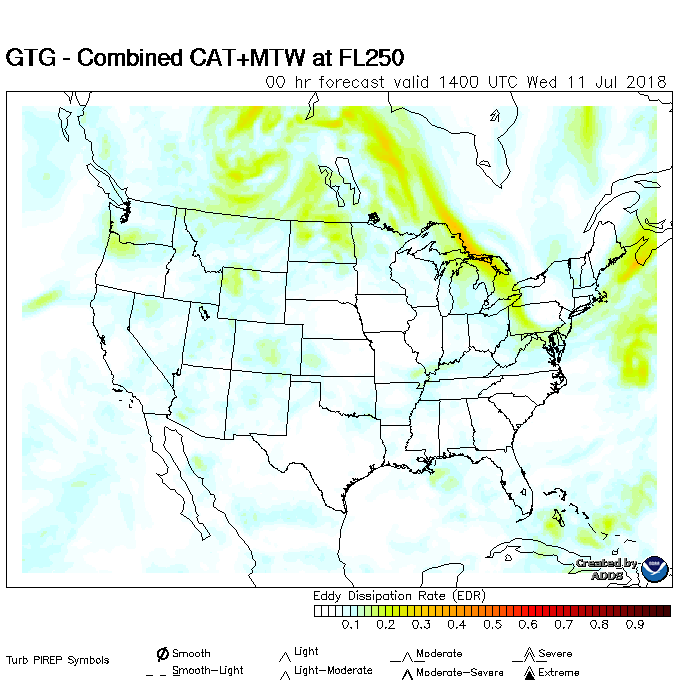 GTG - Combined CAT+MTW at FL250
00 hr forecast valid 1400 UTC Wed 11 Jul 2018
Created by
ADDS
Eddy Dissipation Rate (EDR)
0.1 0.2 0.3 0.4 0.5 0.6 0.7 0.8 0.9
Turb PIREP Symbols
Smooth Light Moderate Severe
Smooth-Light Light-Moderate Moderate-Severe Extreme